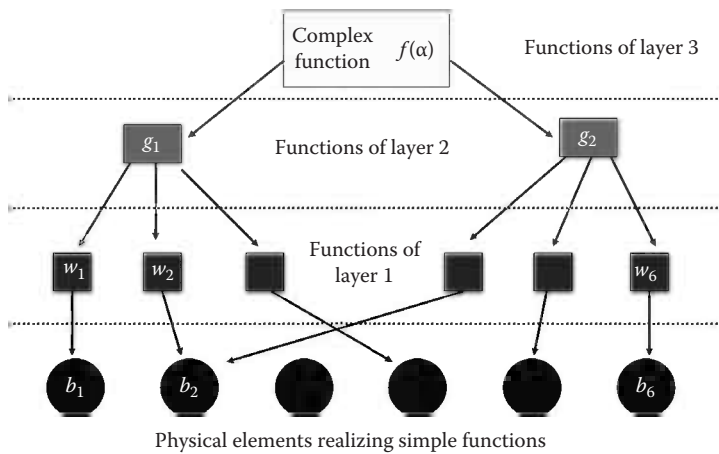 Complex
function f(α)
Functions of layer 3
g1
Functions of layer 2
g2
w1
w2
Functions of
layer 1
w6
b1
b2
b6
Physical elements realizing simple functions